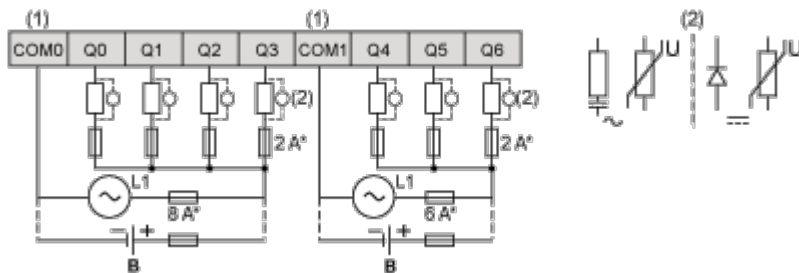 (1) (1) (2)
COM0 Q0 Q1 Q2 Q3 COM1 Q4 Q5 Q6
U U
(2) (2)
2 A* 2 A*
L1 L1
8 A* 6 A*
− + − +
B B